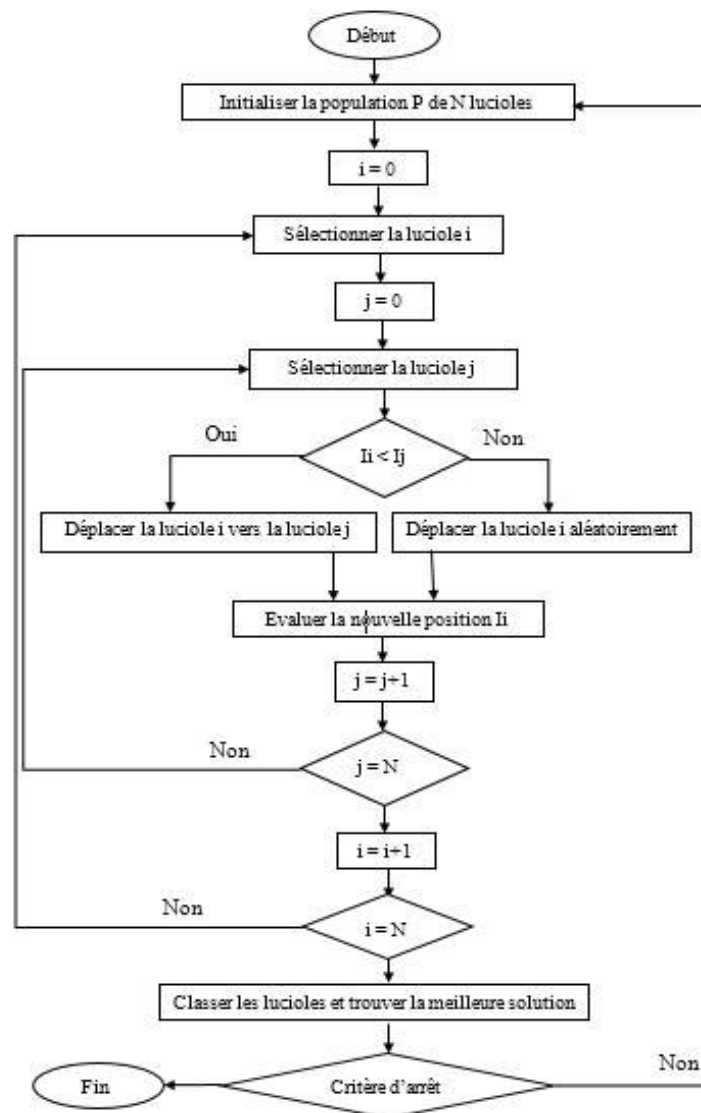 Début
Initialiser la population P de N lucioles
i = 0
Sélectionner la luciole i
j = 0
Sélectionner la luciole j
Oui
Non
Ii < Ij
Déplacer la luciole i vers la luciole j
Déplacer la luciole i aléatoirement
Evaluer la nouvelle position Ii
j = j+1
Non
j = N
i = i+1
Non
i = N
Classer les lucioles et trouver la meilleure solution
Non
Fin
Critère d'arrêt